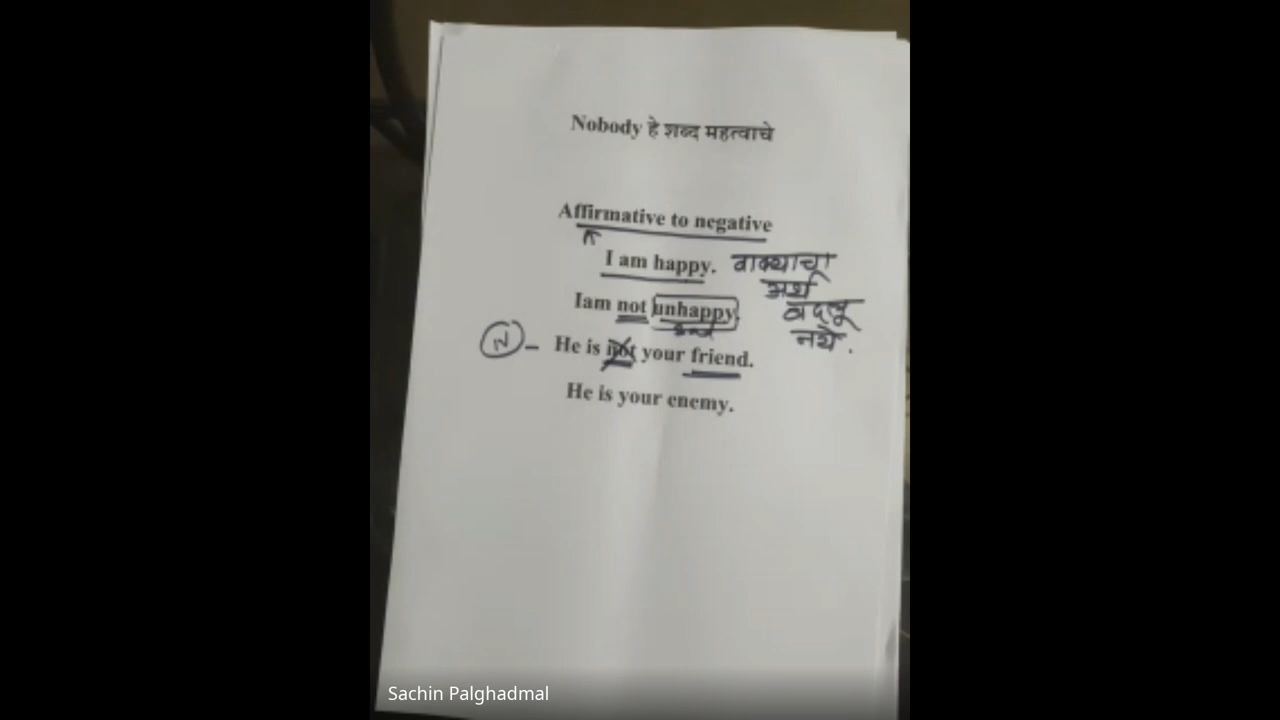 Nobody हे शब्द महत्वाचे
Affirmative to negative
I am happy. वाक्याचा
अर्थ
Iam not unhappy. बदलू
नये.
N - He is not your friend.
He is your enemy.
Sachin Palghadmal